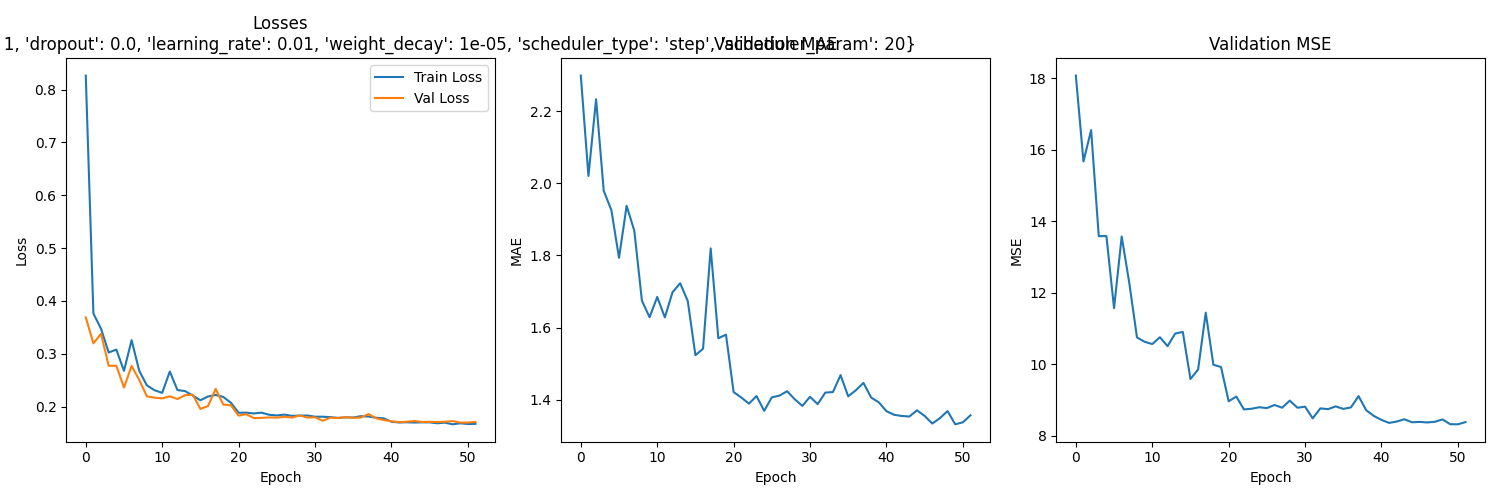 Losses
1, 'dropout': 0.0, 'learning_rate': 0.01, 'weight_decay': 1e-05, 'scheduler_type': 'step', 'scheduler_param': 20}
Train Loss
Val Loss
0.8
0.7
0.6
0.5
0.4
0.3
0.2
Loss
0 10 20 30 40 50
Epoch
Validation MAE
2.2
2.0
1.8
1.6
1.4
MAE
0 10 20 30 40 50
Epoch
Validation MSE
18
16
14
12
10
8
MSE
0 10 20 30 40 50
Epoch